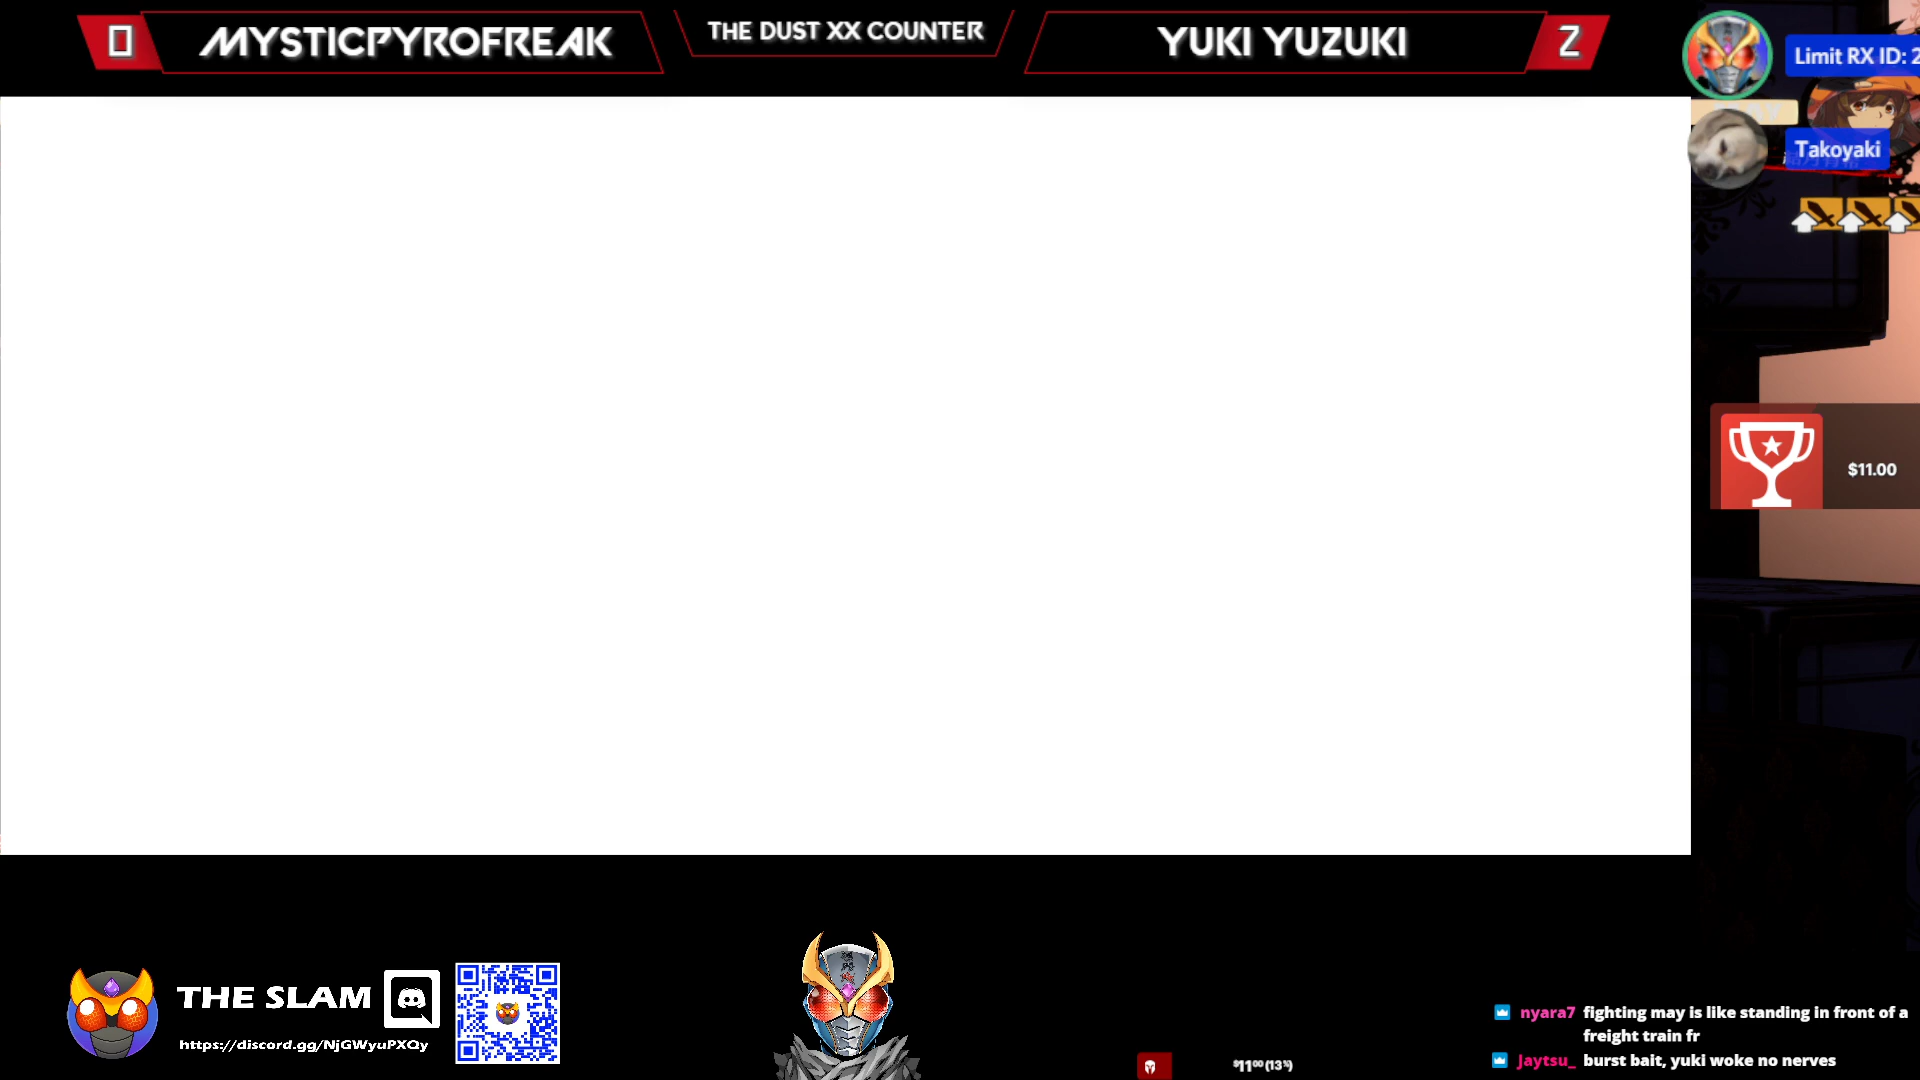 0 MYSTICPYROFREAK
THE DUST XX COUNTER
YUKI YUZUKI 2
Limit RX ID: 2
Takoyaki
$11.00
THE SLAM
https://discord.gg/NjGWyuPXQy
$1100 (13%)
nyara7 fighting may is like standing in front of a
freight train fr
Jaytsu_ burst bait, yuki woke no nerves